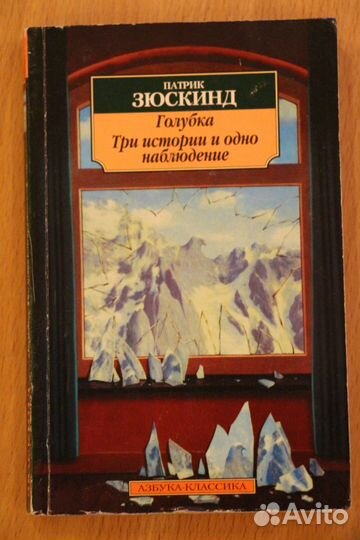 ПАТРИК
ЗЮСКИНД
Голубка
Три истории и одно
наблюдение
АЗБУКА-КЛАССИКА
Avito